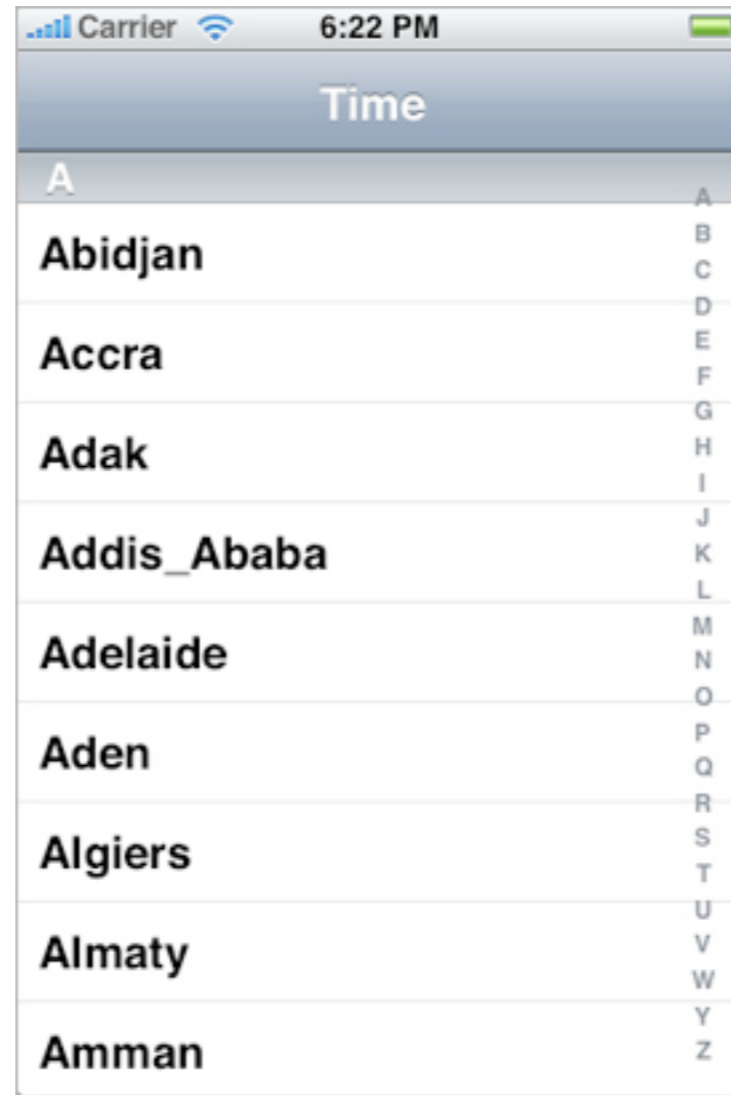 Carrier 6:22 PM
Time
A
Abidjan
Accra
Adak
Addis_Ababa
Adelaide
Aden
Algiers
Almaty
Amman
A
B
C
D
E
F
G
H
I
J
K
L
M
N
O
P
Q
R
S
T
U
V
W
Y
Z